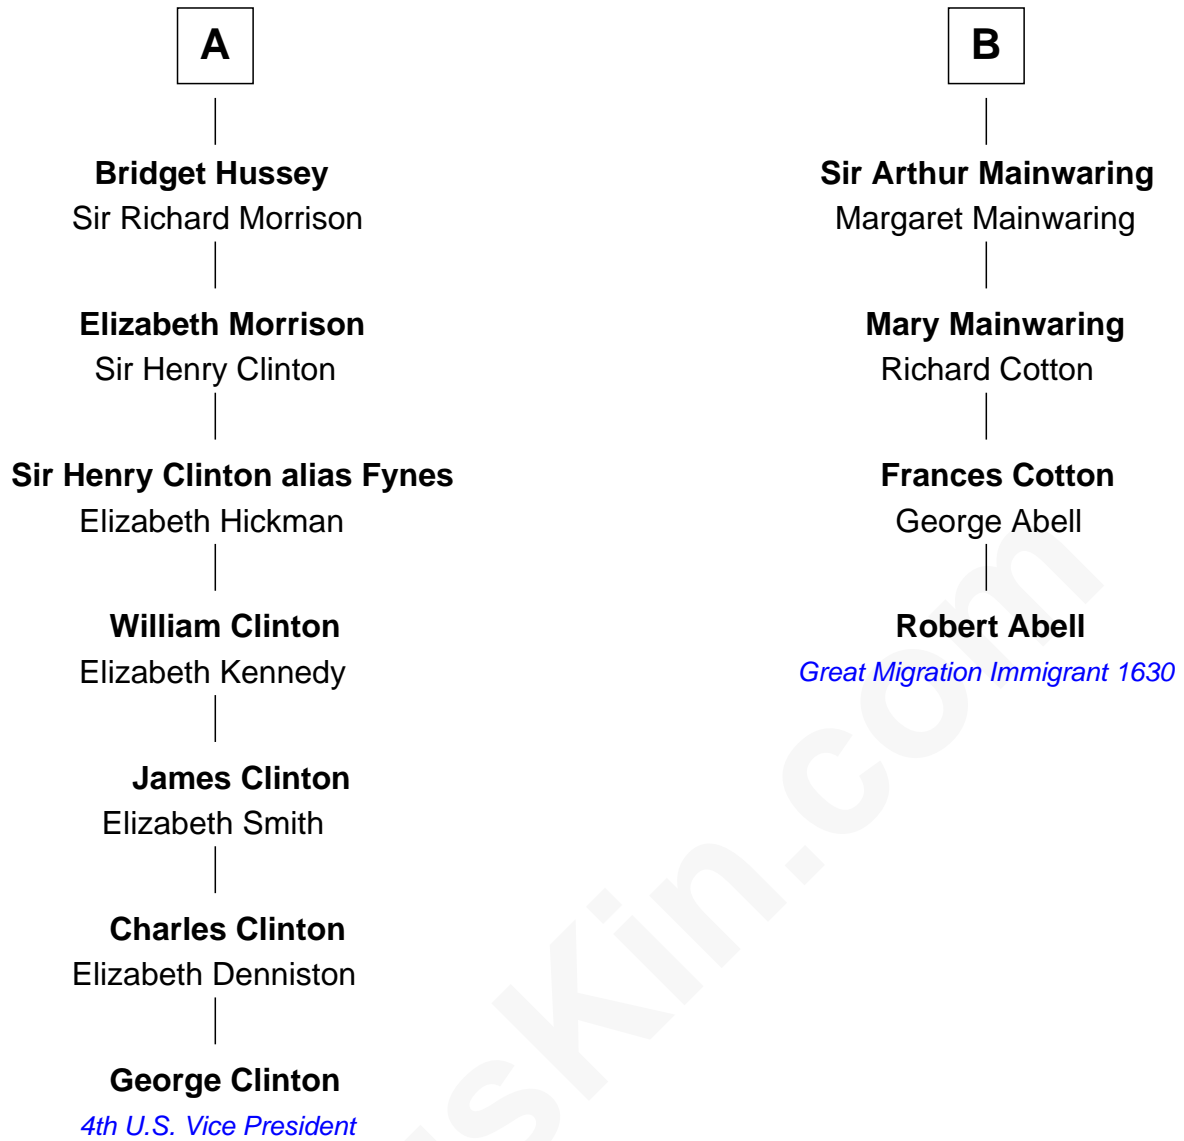 A
Bridget Hussey
Sir Richard Morrison
Elizabeth Morrison
Sir Henry Clinton
Sir Henry Clinton alias Fynes
Elizabeth Hickman
William Clinton
Elizabeth Kennedy
James Clinton
Elizabeth Smith
Charles Clinton
Elizabeth Denniston
George Clinton
4th U.S. Vice President
B
Sir Arthur Mainwaring
Margaret Mainwaring
Mary Mainwaring
Richard Cotton
Frances Cotton
George Abell
Robert Abell
Great Migration Immigrant 1630
sKin.com